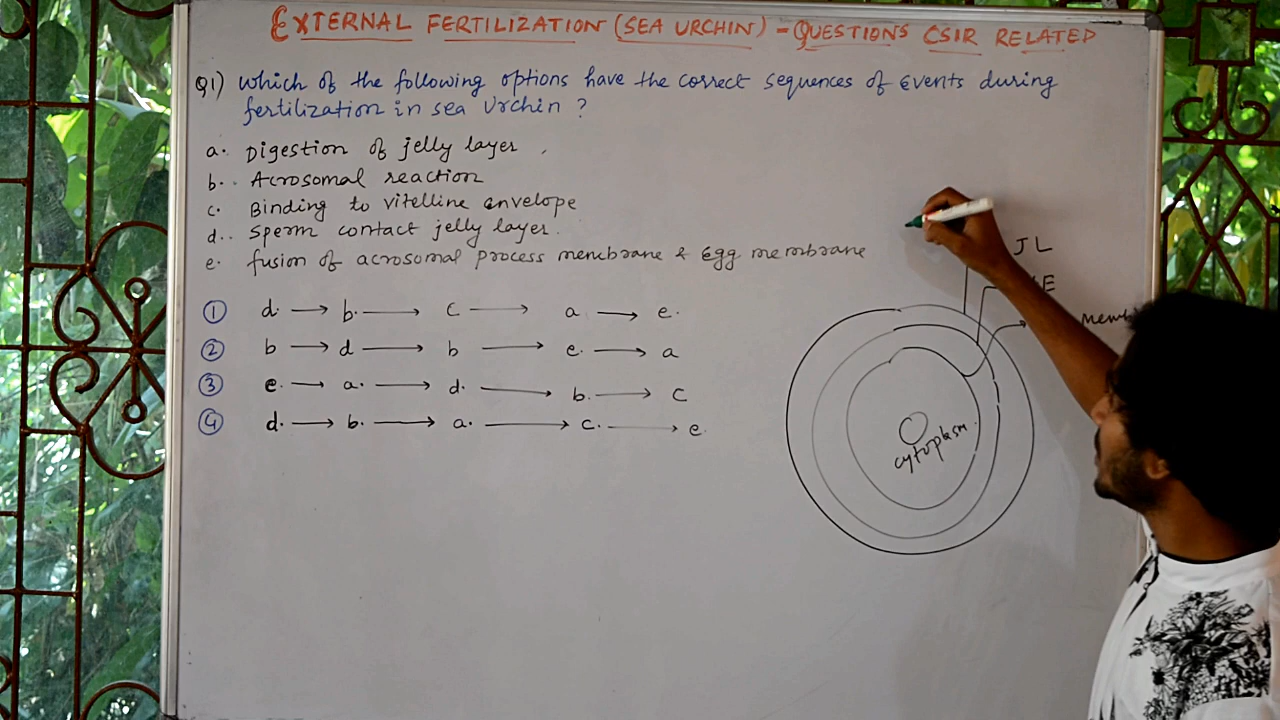 EXTERNAL FERTILIZATION (SEA URCHIN) - QUESTIONS CSIR RELATED
Q1) Which of the following options have the correct sequences of events during
fertilization in sea Urchin ?
a. Digestion of jelly layer
b. Acrosomal reaction
c. Binding to vitelline envelope
d. Sperm contact jelly layer.
e. fusion of acrosomal process membrane & Egg membrane
① d. → b. → c → a → e.
② b → d → b → e. → a
③ e. → a. → d. → b. → c
④ d. → b. → a. → c. → e.
JL
E
cytoplasm